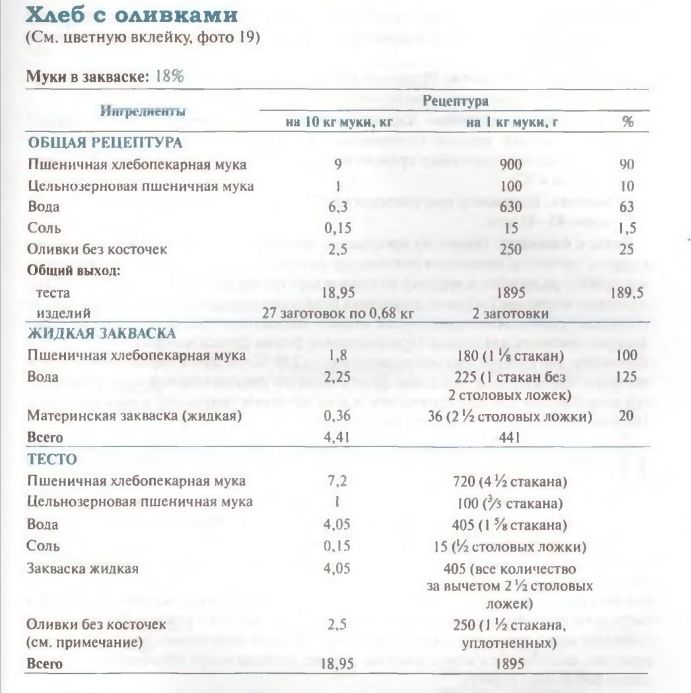 Хлеб с оливками
(См. цветную вклейку, фото 19)
Муки в закваске: 18%
Ингредиенты Рецептура
на 10 кг муки, кг на 1 кг муки, г %
ОБЩАЯ РЕЦЕПТУРА
Пшеничная хлебопекарная мука 9 900 90
Цельнозерновая пшеничная мука 1 100 10
Вода 6,3 630 63
Соль 0,15 15 1,5
Оливки без косточек 2,5 250 25
Общий выход:
теста 18,95 1895 189,5
изделий 27 заготовок по 0,68 кг 2 заготовки
ЖИДКАЯ ЗАКВАСКА
Пшеничная хлебопекарная мука 1,8 180 (1 ⅛ стакан) 100
Вода 2,25 225 (1 стакан без 125
2 столовых ложек)
Материнская закваска (жидкая) 0,36 36 (2 ½ столовых ложки) 20
Всего 4,41 441
ТЕСТО
Пшеничная хлебопекарная мука 7,2 720 (4 ½ стакана)
Цельнозерновая пшеничная мука 1 100 (⅗ стакана)
Вода 4,05 405 (1 ⅝ стакана)
Соль 0,15 15 (½ столовых ложки)
Закваска жидкая 4,05 405 (все количество
за вычетом 2 ½ столовых
ложек)
Оливки без косточек 2,5 250 (1 ½ стакана,
(см. примечание) уплотненных)
Всего 18,95 1895